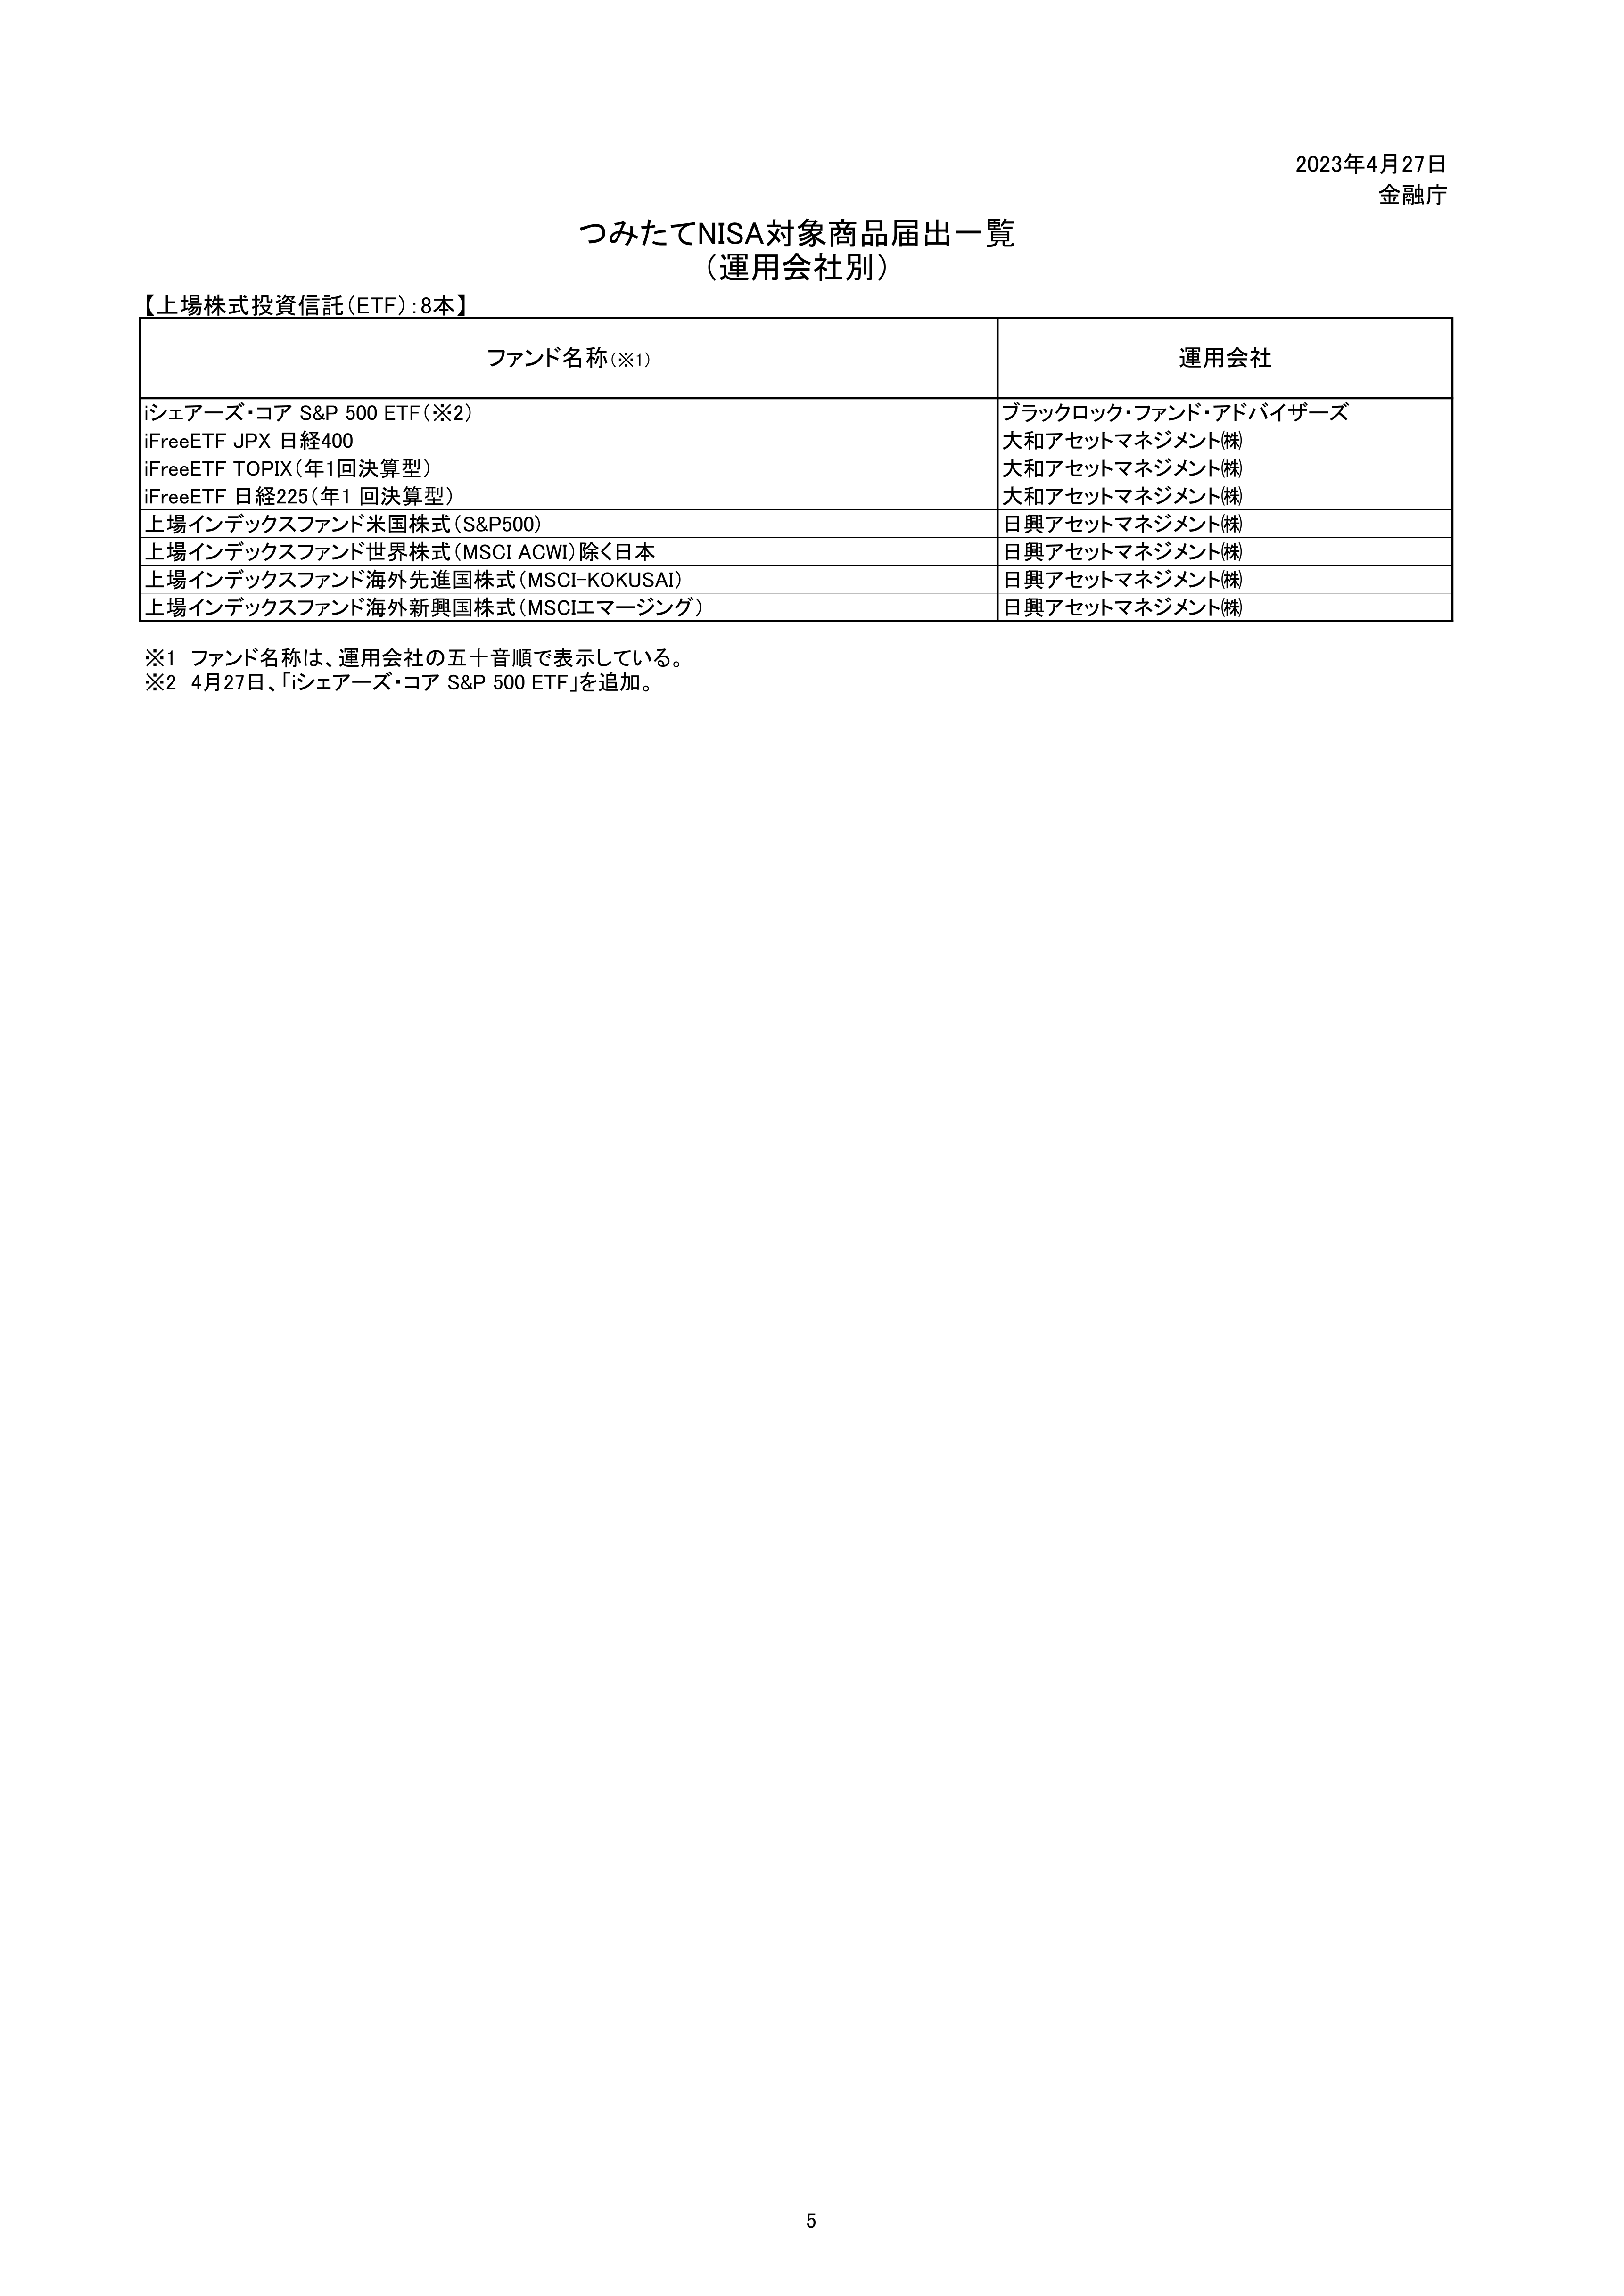 2023年4月27日
金融庁
つみたてNISA対象商品届出一覧
（運用会社別）
【上場株式投資信託（ETF）：8本】
ファンド名称（※1） 運用会社
iシェアーズ・コア S&P 500 ETF（※2） ブラックロック・ファンド・アドバイザーズ
iFreeETF JPX 日経400 大和アセットマネジメント㈱
iFreeETF TOPIX（年1回決算型） 大和アセットマネジメント㈱
iFreeETF 日経225（年1 回決算型） 大和アセットマネジメント㈱
上場インデックスファンド米国株式（S&P500） 日興アセットマネジメント㈱
上場インデックスファンド世界株式（MSCI ACWI）除く日本 日興アセットマネジメント㈱
上場インデックスファンド海外先進国株式（MSCI−KOKUSAI） 日興アセットマネジメント㈱
上場インデックスファンド海外新興国株式（MSCIエマージング） 日興アセットマネジメント㈱
※1 ファンド名称は、運用会社の五十音順で表示している。
※2 4月27日、「iシェアーズ・コア S&P 500 ETF」を追加。
5